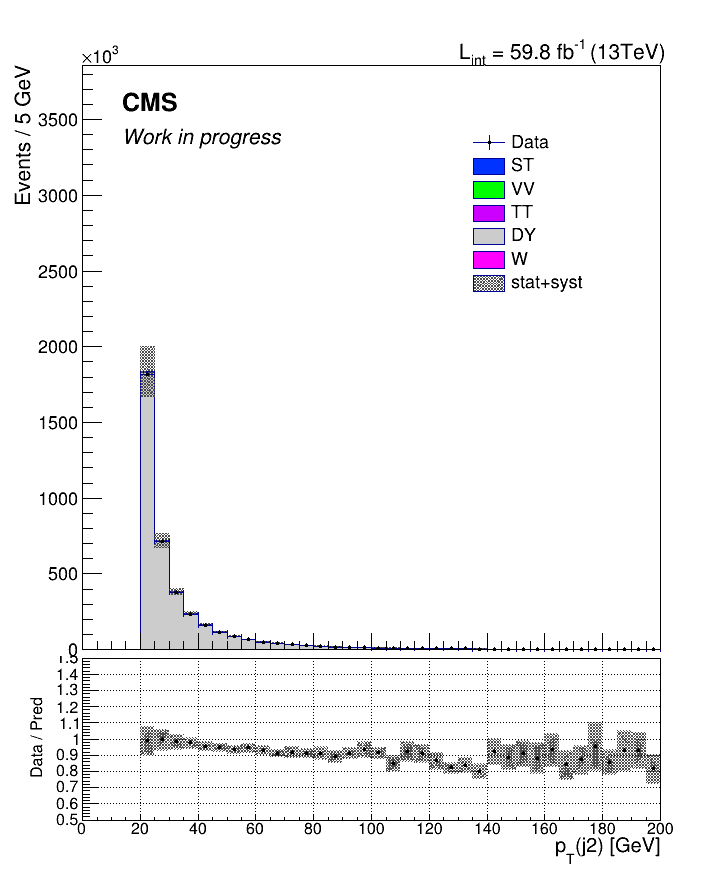 ×10³
L_int = 59.8 fb⁻¹ (13TeV)
Events / 5 GeV
CMS
Work in progress
Data
ST
VV
TT
DY
W
stat+syst
3500
3000
2500
2000
1500
1000
500
0
Data / Pred
1.5
1.4
1.3
1.2
1.1
1
0.9
0.8
0.7
0.6
0.5
0 20 40 60 80 100 120 140 160 180 200
p_T(j2) [GeV]